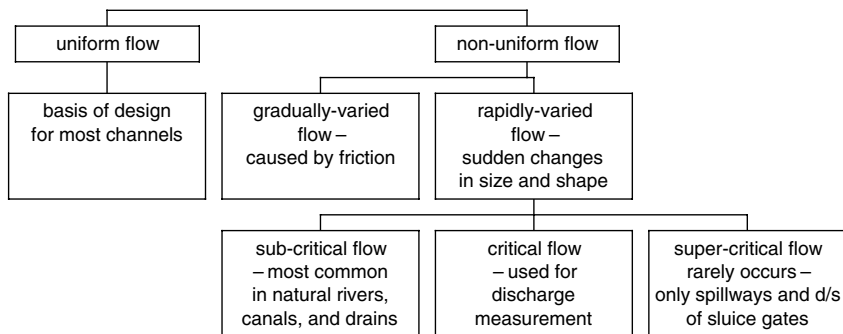 uniform flow
non-uniform flow
basis of design
for most channels
gradually-varied
flow –
caused by friction
rapidly-varied
flow –
sudden changes
in size and shape
sub-critical flow
– most common
in natural rivers,
canals, and drains
critical flow
– used for
discharge
measurement
super-critical flow
rarely occurs –
only spillways and d/s
of sluice gates